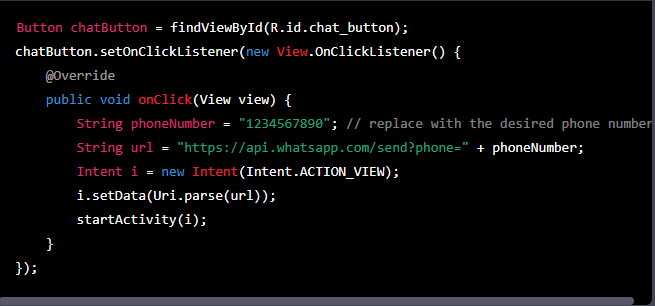 Button chatButton = findViewById(R.id.chat_button);
chatButton.setOnClickListener(new View.OnClickListener() {
    @Override
    public void onClick(View view) {
        String phoneNumber = "1234567890"; // replace with the desired phone number
        String url = "https://api.whatsapp.com/send?phone=" + phoneNumber;
        Intent i = new Intent(Intent.ACTION_VIEW);
        i.setData(Uri.parse(url));
        startActivity(i);
    }
});